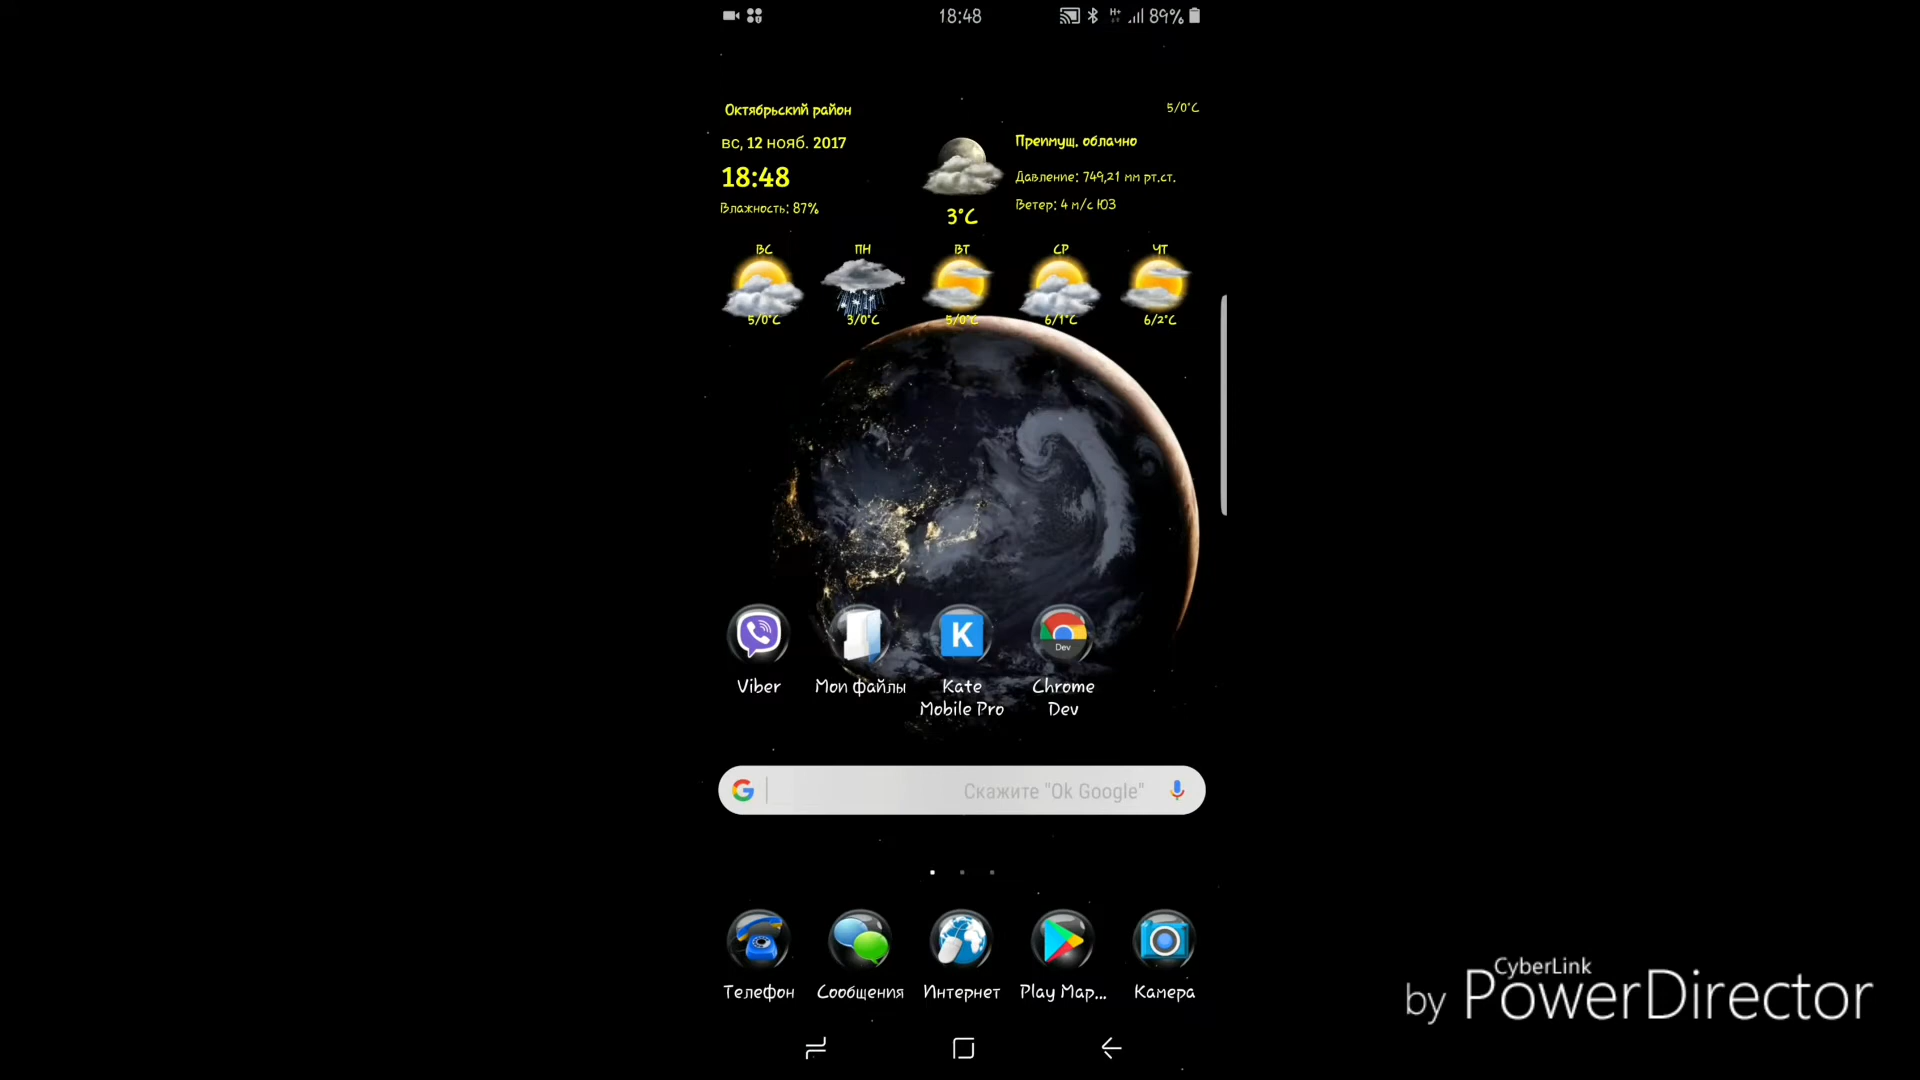 18:48
H+
89%
Октябрьский район
5/0°C
вс, 12 нояб. 2017
Преимущ. облачно
18:48
Давление: 749,21 мм рт.ст.
Влажность: 87%
Ветер: 4 м/с ЮЗ
3°C
ВС ПН ВТ СР ЧТ
5/0°C 3/0°C 5/0°C 6/1°C 6/2°C
K
Dev
Viber Мои файлы Kate Mobile Pro Chrome Dev
G Скажите "Ok Google"
Телефон Сообщения Интернет Play Мар... Камера
CyberLink
by PowerDirector